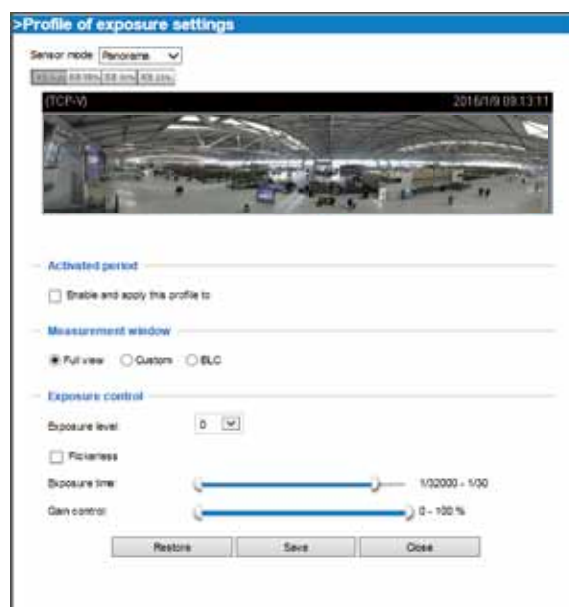 >Profile of exposure settings
Sensor mode: Panorama
(TCP-V) 2016/1/9 09:13:11
Activated period
Enable and apply this profile to
Measurement window
Full view Custom BLC
Exposure control
Exposure level: 0
Flickerless
Exposure time: 1/32000 - 1/30
Gain control: 0 - 100 %
Restore Save Close